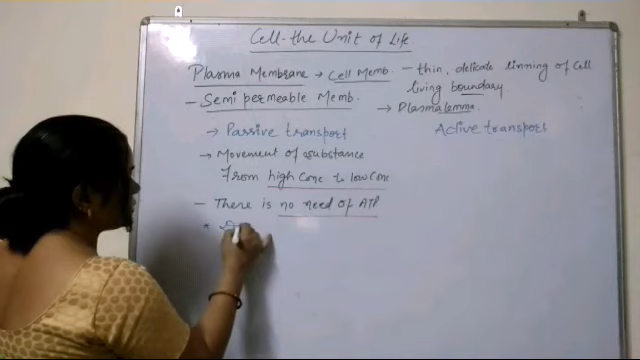 Cell-the Unit of Life
Plasma Membrane → Cell Memb. - thin, delicate linning of Cell
living boundary
- Semi permeable Memb. → Plasmalemma.
→ Passive transport Active transport
→ Movement of substance
From high Conc to low Conc
- There is no need of ATP
*